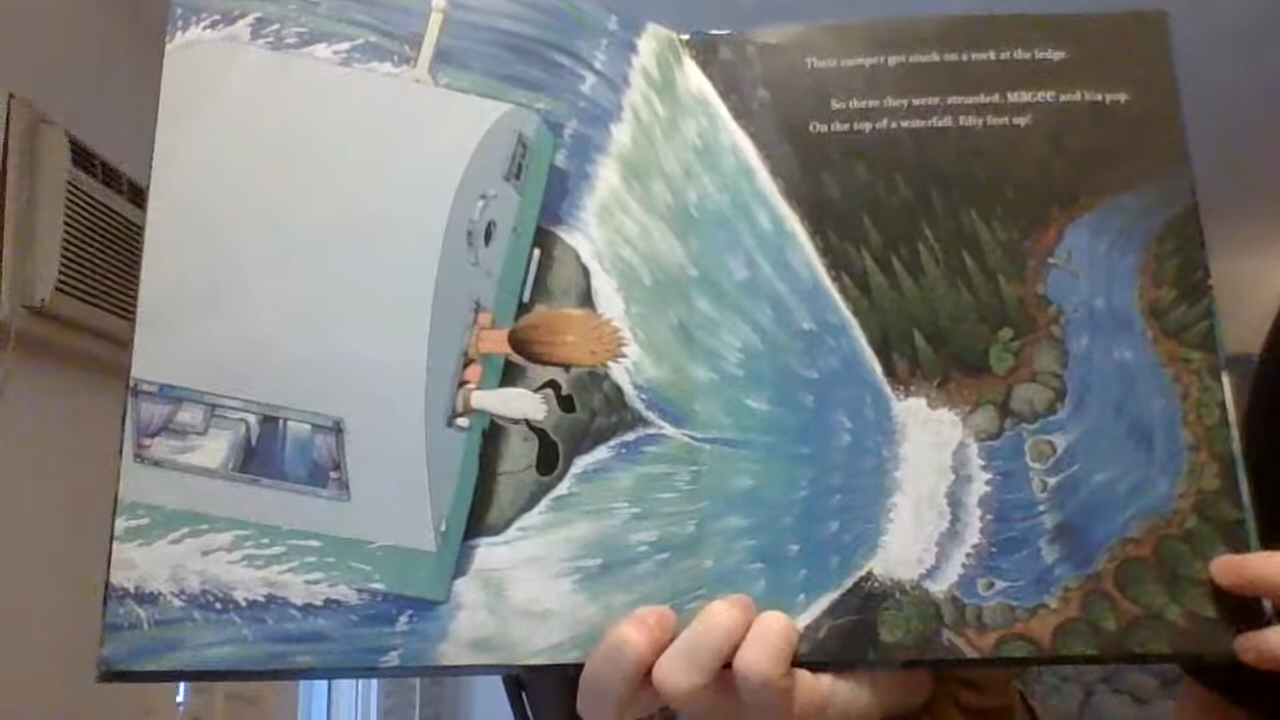 Their camper got stuck on a rock at the ledge.
So there they were, stranded. MAGEE and his pup.
On the top of a waterfall. Fifty feet up!